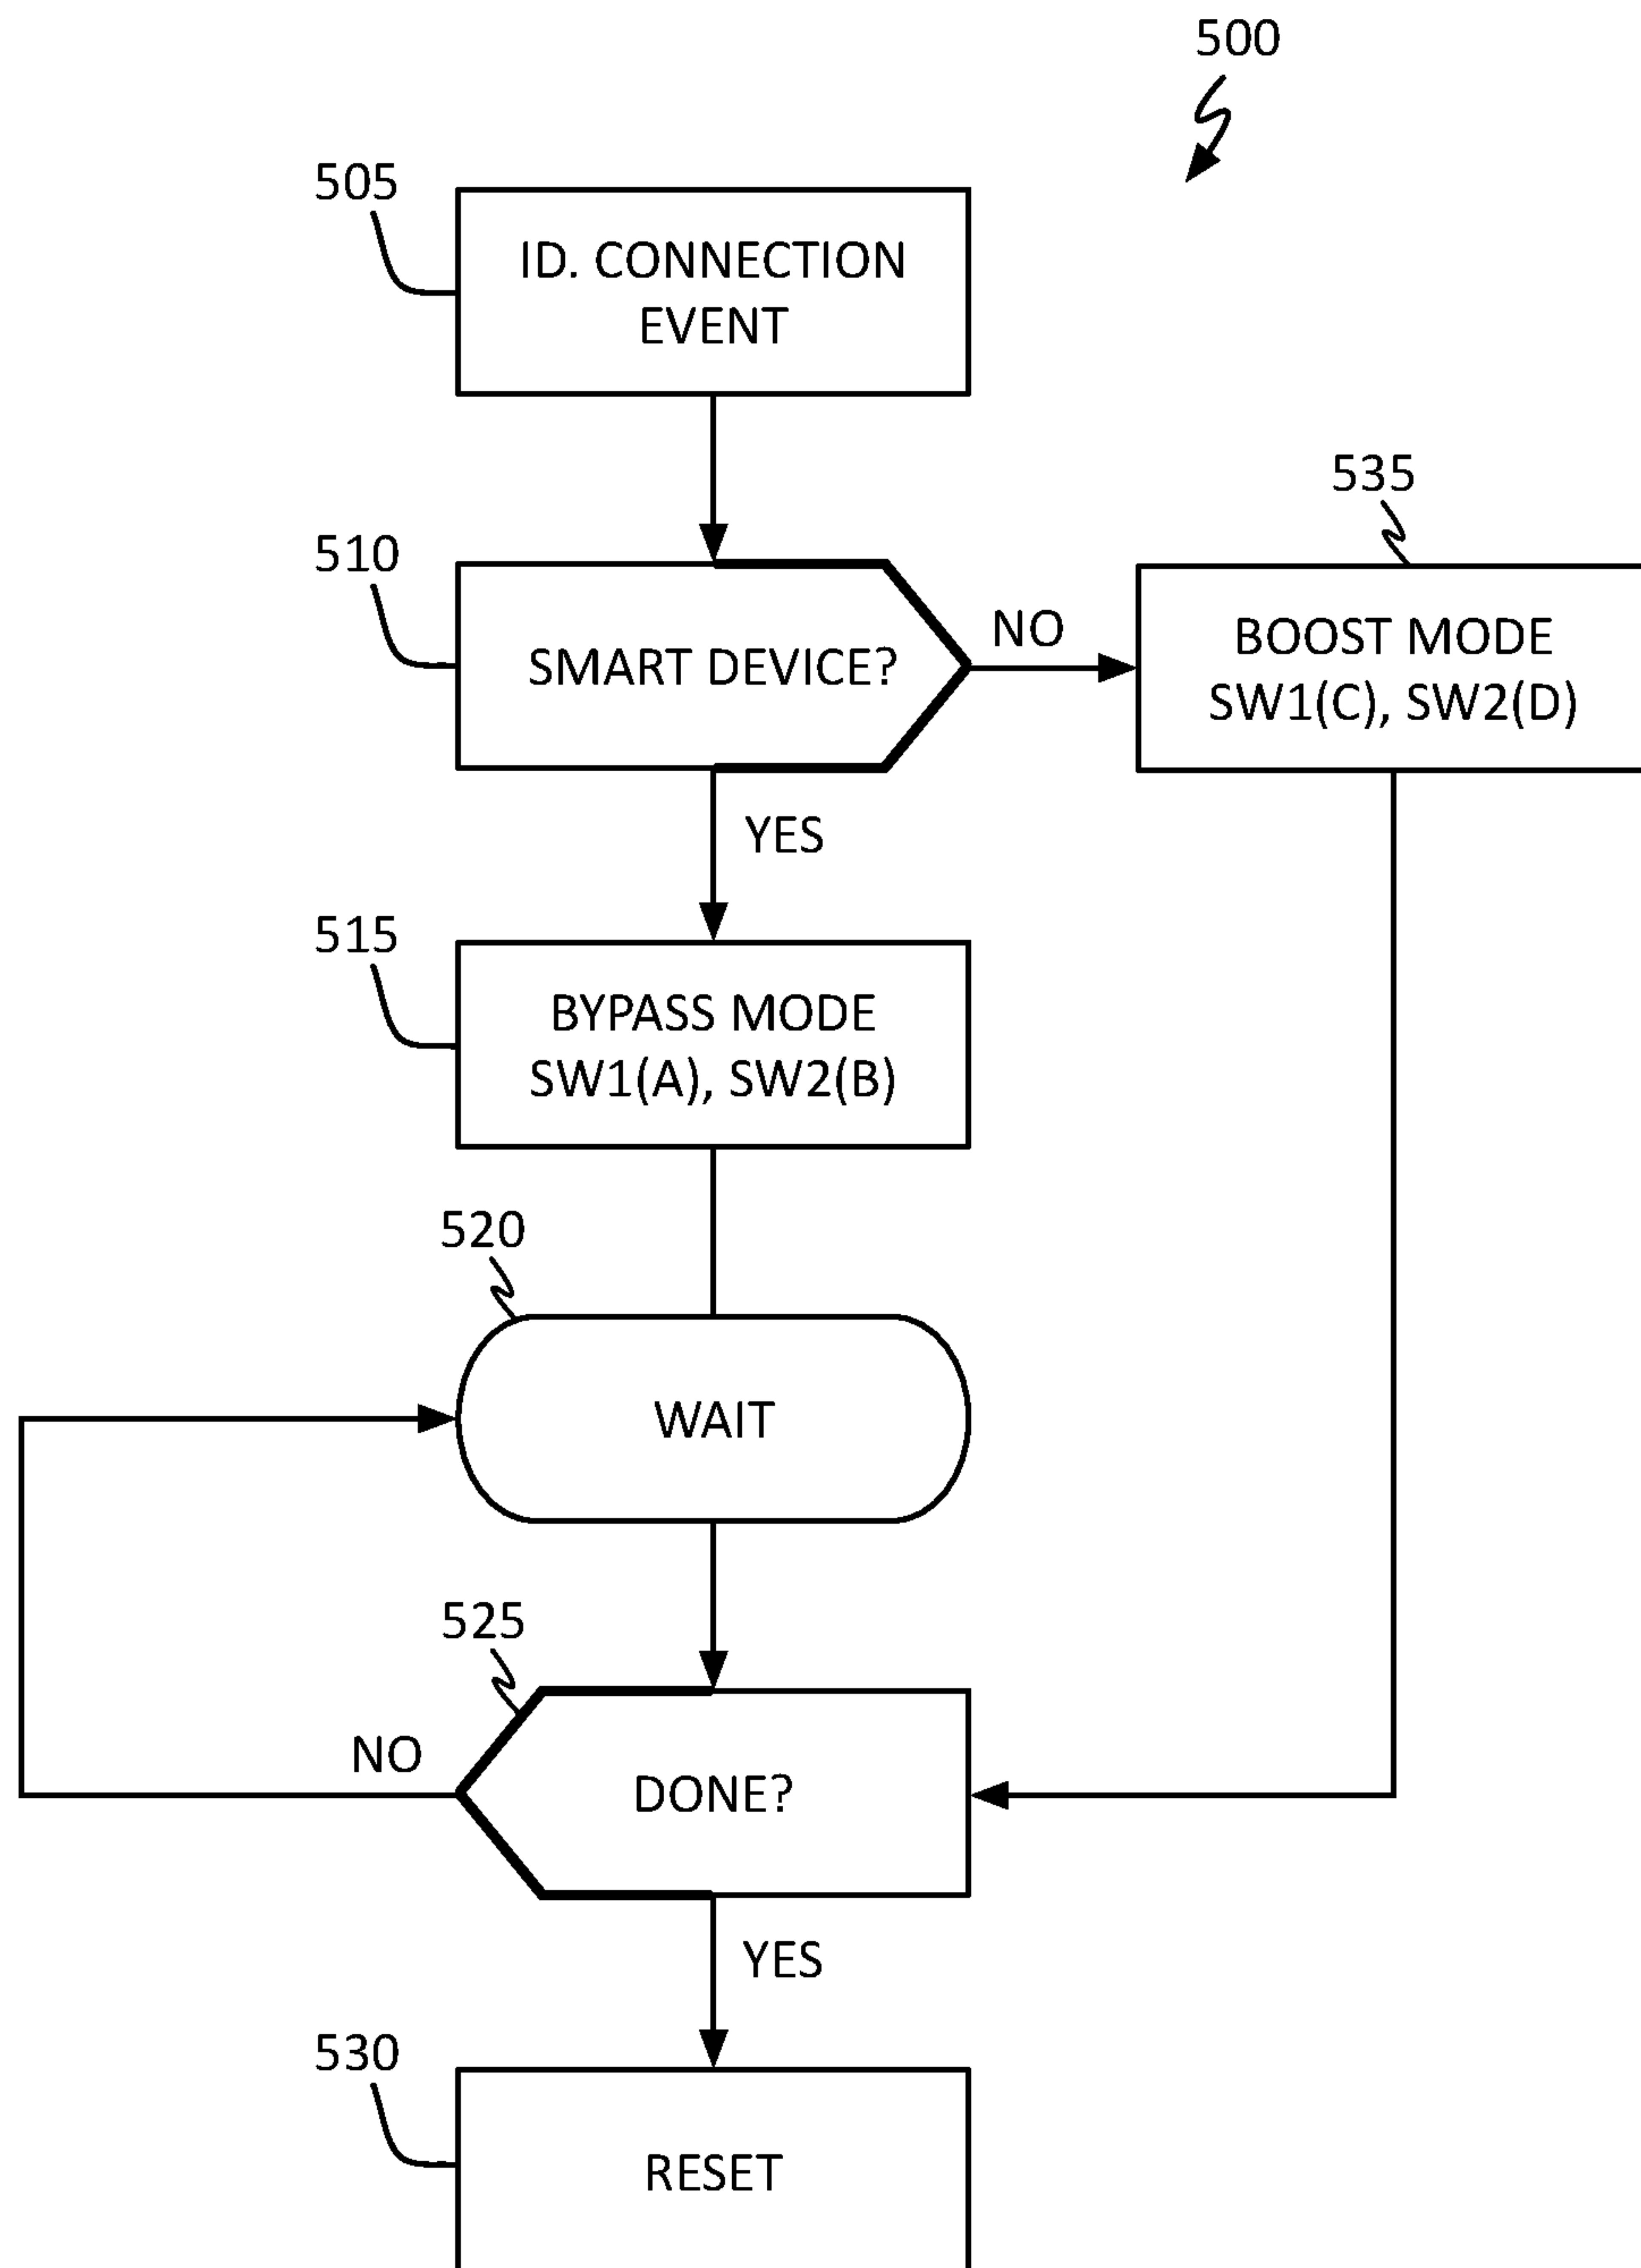 500
505
ID. CONNECTION
EVENT
535
510
SMART DEVICE?
NO
BOOST MODE
SW1(C), SW2(D)
YES
515
BYPASS MODE
SW1(A), SW2(B)
520
WAIT
525
NO
DONE?
YES
530
RESET